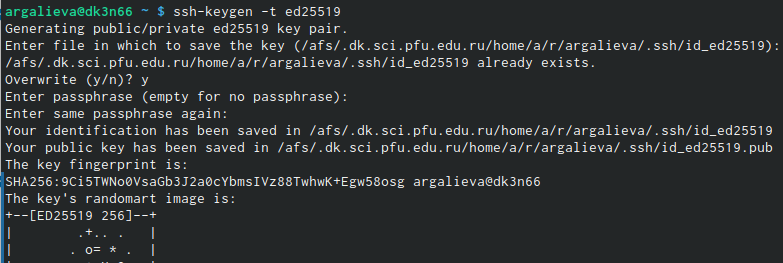 argalieva@dk3n66 ~ $ ssh-keygen -t ed25519
Generating public/private ed25519 key pair.
Enter file in which to save the key (/afs/.dk.sci.pfu.edu.ru/home/a/r/argalieva/.ssh/id_ed25519):
/afs/.dk.sci.pfu.edu.ru/home/a/r/argalieva/.ssh/id_ed25519 already exists.
Overwrite (y/n)? y
Enter passphrase (empty for no passphrase):
Enter same passphrase again:
Your identification has been saved in /afs/.dk.sci.pfu.edu.ru/home/a/r/argalieva/.ssh/id_ed25519
Your public key has been saved in /afs/.dk.sci.pfu.edu.ru/home/a/r/argalieva/.ssh/id_ed25519.pub
The key fingerprint is:
SHA256:9Ci5TWNo0VsaGb3J2a0cYbmsIVz88TwhwK+Egw58osg argalieva@dk3n66
The key's randomart image is:
+--[ED25519 256]--+
|        .+.. .   |
|       . o= * .  |